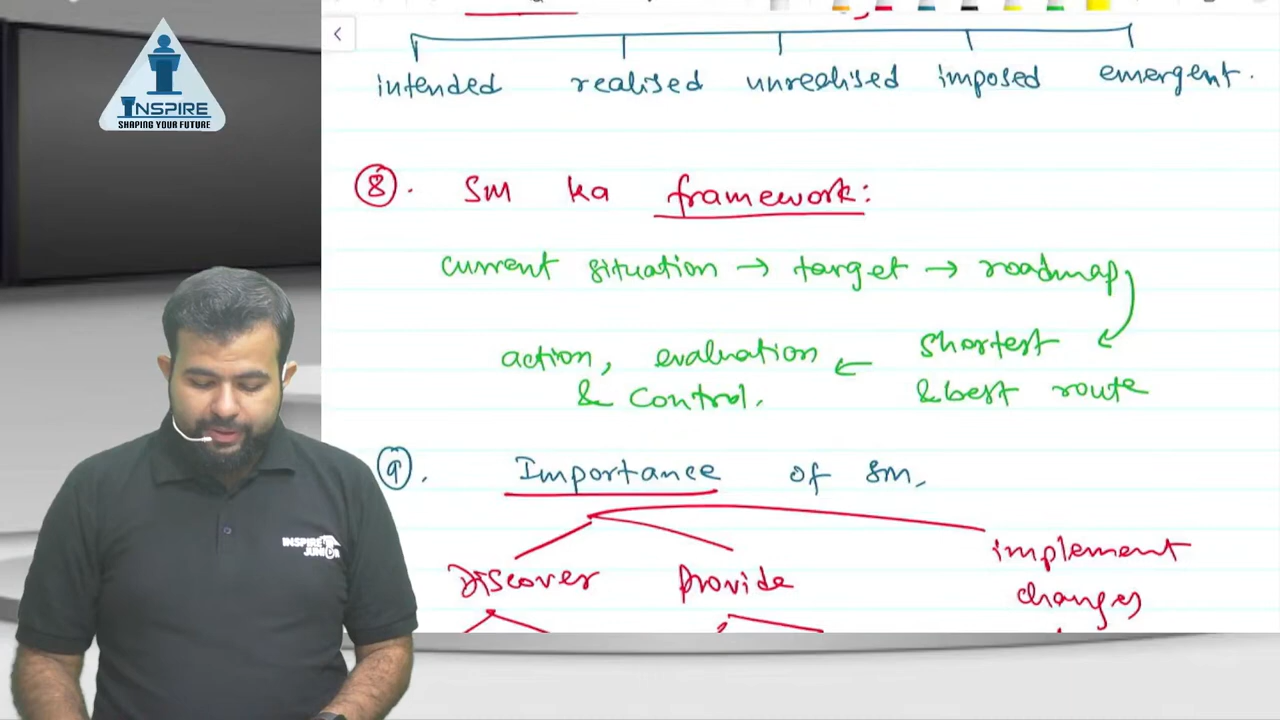 INSPIRE
SHAPING YOUR FUTURE
intended realised unrealised imposed emergent.
8. SM ka framework:
current situation → target → roadmap
shortest
& best route
← action, evaluation
& control.
9. Importance of SM.
Discover Provide implement
changes
INSPIRE
JUNIOR